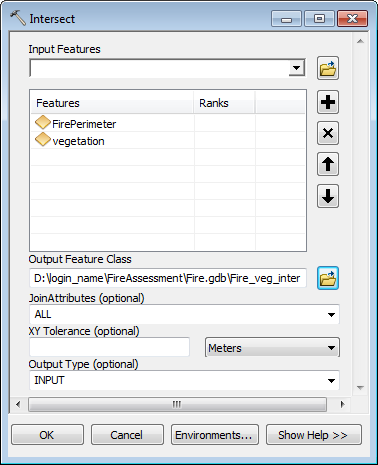 Intersect
Input Features
Features Ranks
FirePerimeter
vegetation
Output Feature Class
D:\login_name\FireAssessment\Fire.gdb\Fire_veg_inter
JoinAttributes (optional)
ALL
XY Tolerance (optional)
Meters
Output Type (optional)
INPUT
OK Cancel Environments... Show Help >>